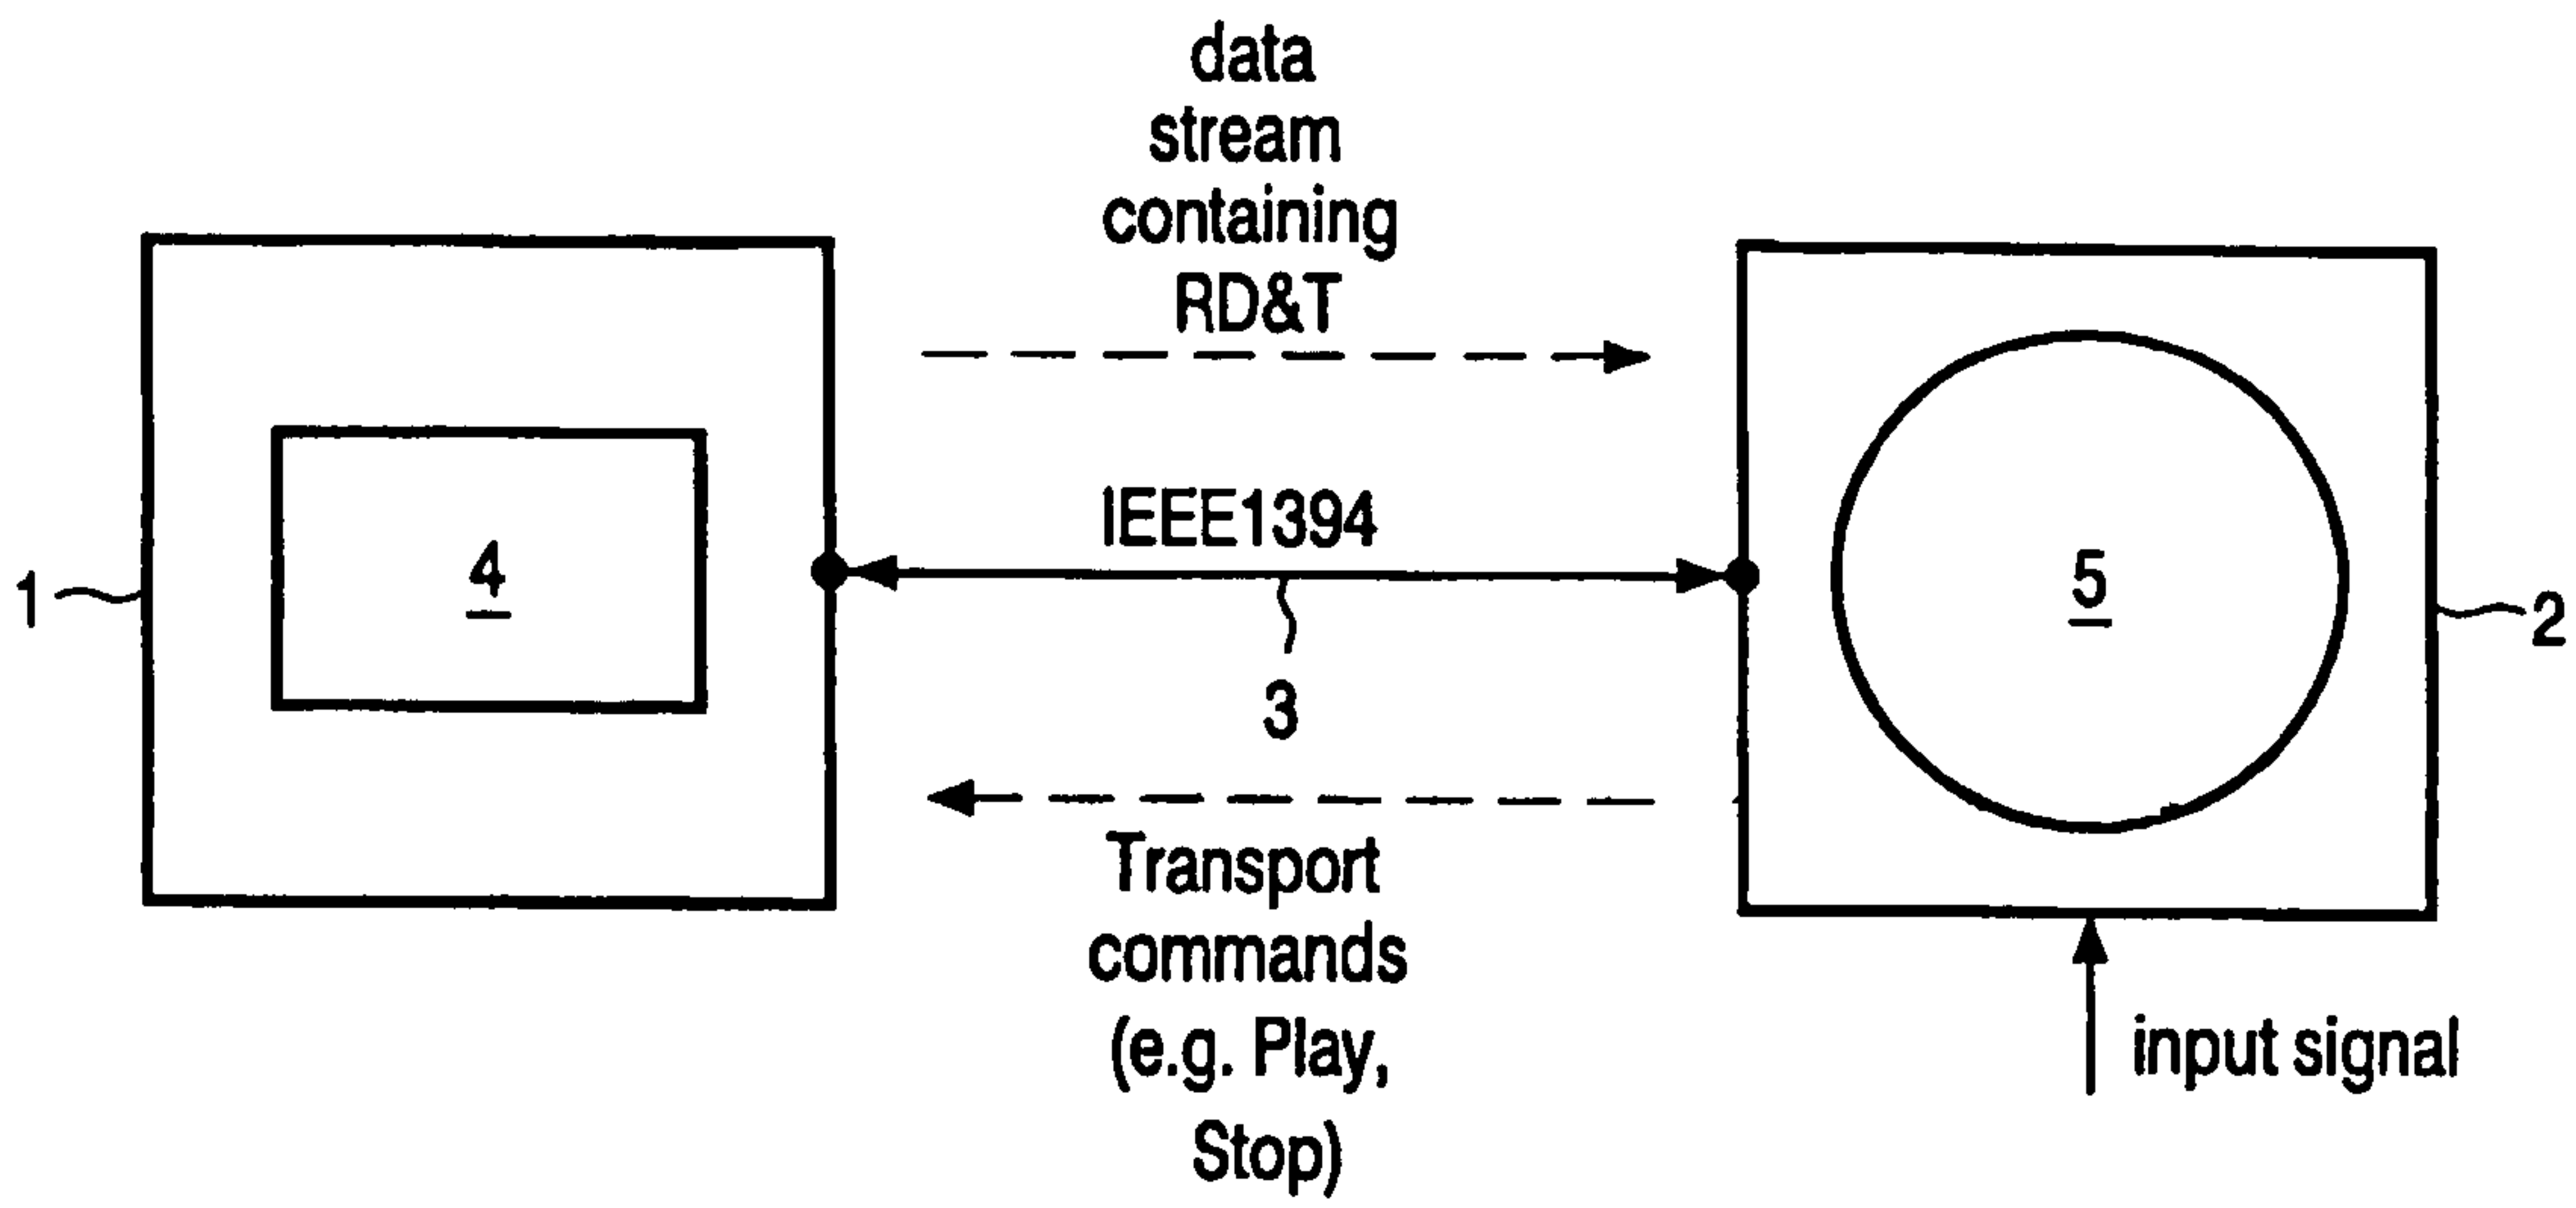 data
stream
containing
RD&T
IEEE1394
1
4
5
2
3
Transport
commands
(e.g. Play,
Stop)
input signal